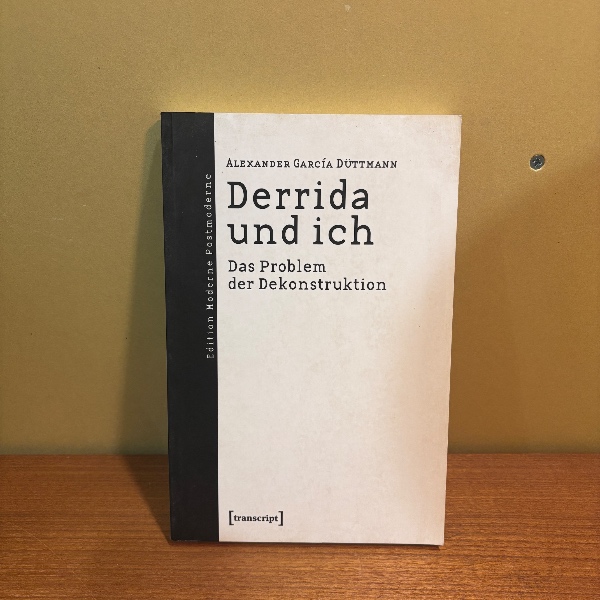 ALEXANDER GARCÍA DÜTTMANN
Derrida
und ich
Das Problem
der Dekonstruktion
Edition Moderne Postmoderne
[transcript]